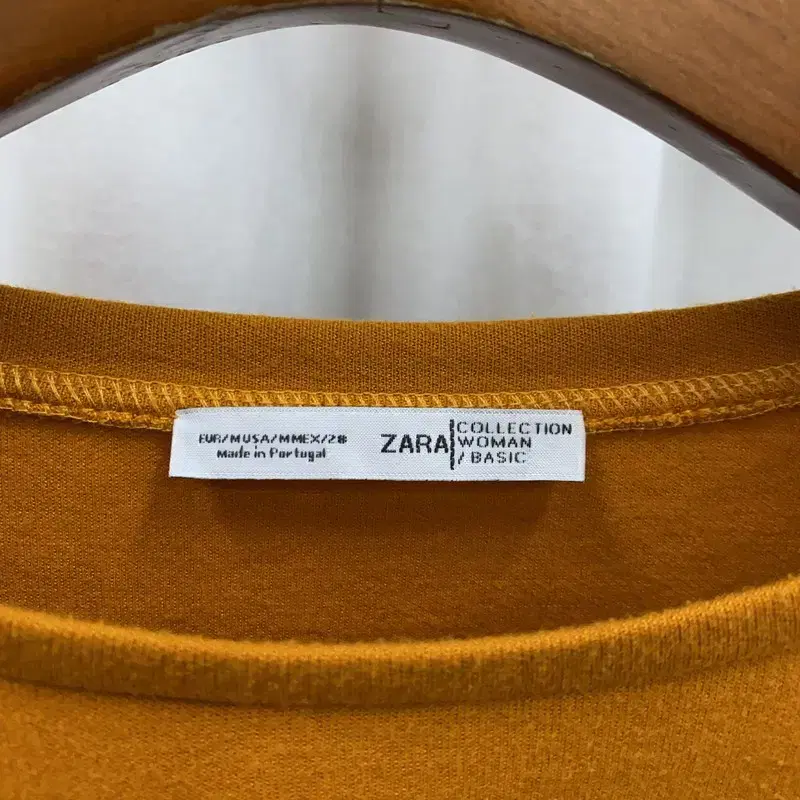 EUR/M USA/M MEX/28
Made in Portugal
ZARA
COLLECTION
WOMAN
/ BASIC